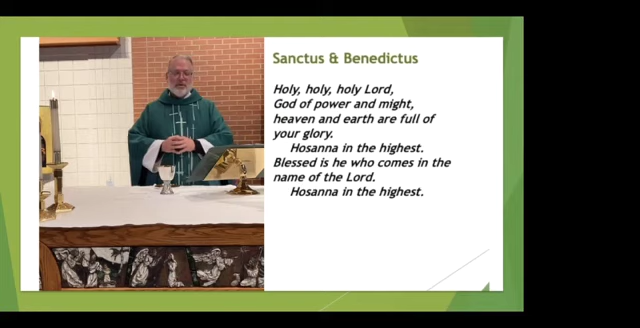 Sanctus & Benedictus
Holy, holy, holy Lord,
God of power and might,
heaven and earth are full of
your glory.
Hosanna in the highest.
Blessed is he who comes in the
name of the Lord.
Hosanna in the highest.